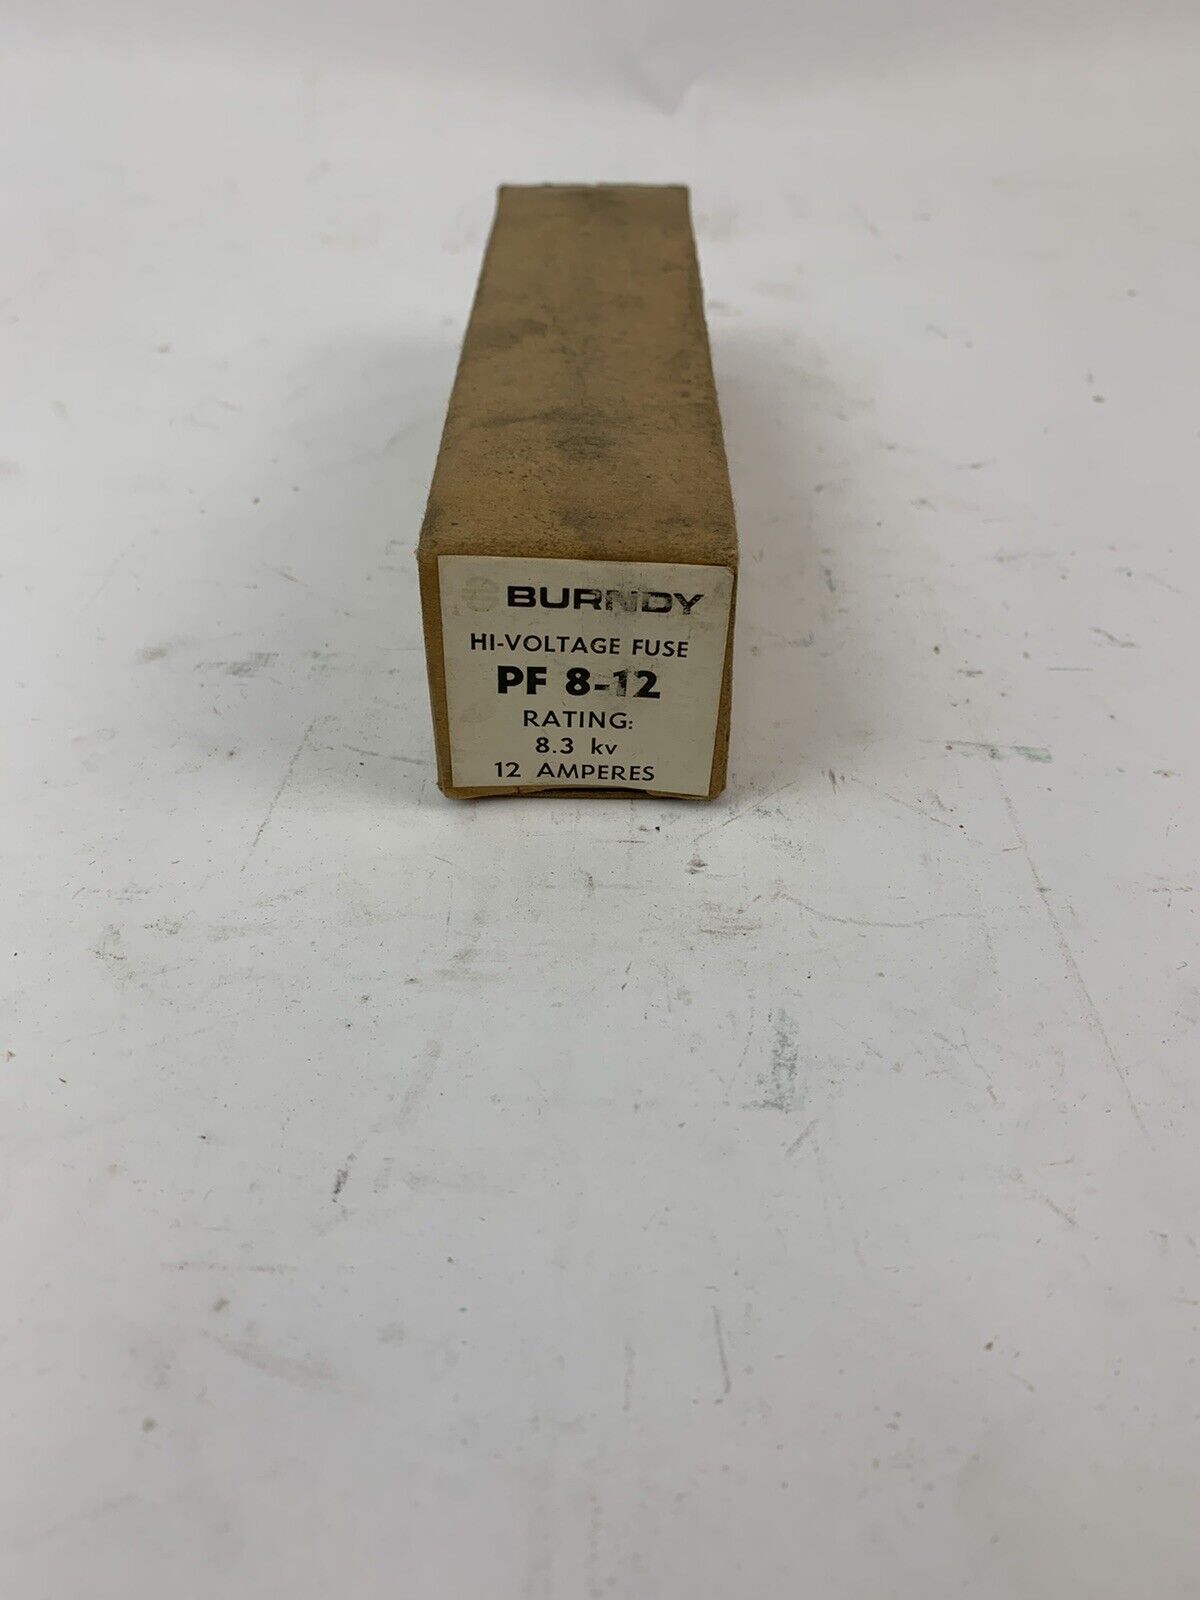 BURNDY
HI-VOLTAGE FUSE
PF 8-12
RATING:
8.3 kv
12 AMPERES